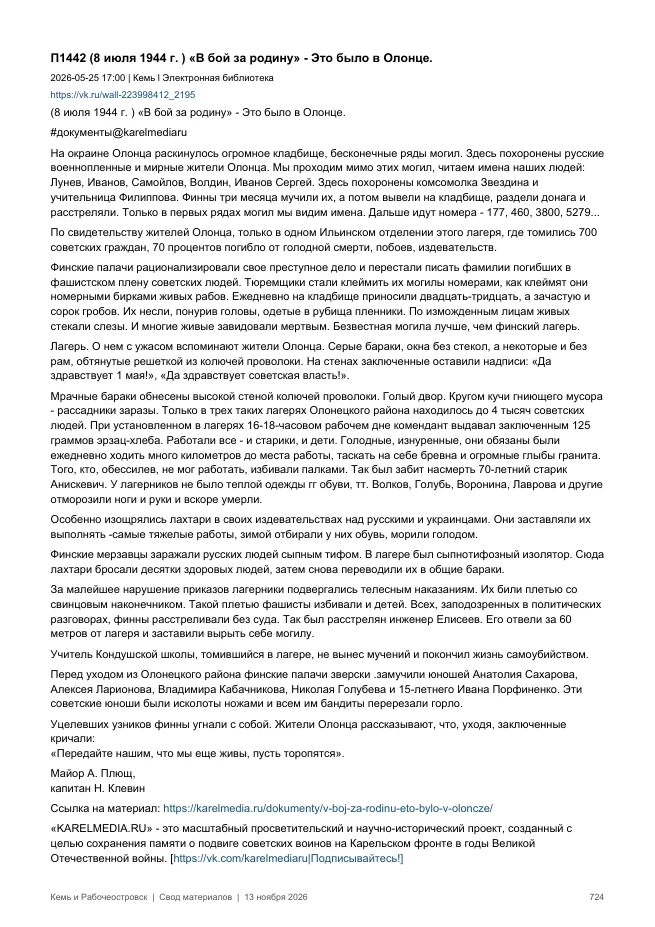 П1442 (8 июля 1944 г. ) «В бой за родину» - Это было в Олонце.
2026-05-25 17:00 | Кемь I Электронная библиотека
https://vk.ru/wall-223998412_2195
(8 июля 1944 г. ) «В бой за родину» - Это было в Олонце.
#документы@karelmediaru
На окраине Олонца раскинулось огромное кладбище, бесконечные ряды могил. Здесь похоронены русские
военнопленные и мирные жители Олонца. Мы проходим мимо этих могил, читаем имена наших людей:
Лунев, Иванов, Самойлов, Волдин, Иванов Сергей. Здесь похоронены комсомолка Звездина и
учительница Филиппова. Финны три месяца мучили их, а потом вывели на кладбище, раздели донага и
расстреляли. Только в первых рядах могил мы видим имена. Дальше идут номера - 177, 460, 3800, 5279...
По свидетельству жителей Олонца, только в одном Ильинском отделении этого лагеря, где томились 700
советских граждан, 70 процентов погибло от голодной смерти, побоев, издевательств.
Финские палачи рационализировали свое преступное дело и перестали писать фамилии погибших в
фашистском плену советских людей. Тюремщики стали клеймить их могилы номерами, как клеймят они
номерными бирками живых рабов. Ежедневно на кладбище приносили двадцать-тридцать, а зачастую и
сорок гробов. Их несли, понурив головы, одетые в рубища пленники. По изможденным лицам живых
стекали слезы. И многие живые завидовали мертвым. Безвестная могила лучше, чем финский лагерь.
Лагерь. О нем с ужасом вспоминают жители Олонца. Серые бараки, окна без стекол, а некоторые и без
рам, обтянутые решеткой из колючей проволоки. На стенах заключенные оставили надписи: «Да
здравствует 1 мая!», «Да здравствует советская власть!».
Мрачные бараки обнесены высокой стеной колючей проволоки. Голый двор. Кругом кучи гниющего мусора
- рассадники заразы. Только в трех таких лагерях Олонецкого района находилось до 4 тысяч советских
людей. При установленном в лагерях 16-18-часовом рабочем дне комендант выдавал заключенным 125
граммов эрзац-хлеба. Работали все - и старики, и дети. Голодные, изнуренные, они обязаны были
ежедневно ходить много километров до места работы, таскать на себе бревна и огромные глыбы гранита.
Того, кто, обессилев, не мог работать, избивали палками. Так был забит насмерть 70-летний старик
Анискевич. У лагерников не было теплой одежды гг обуви, тт. Волков, Голубь, Воронина, Лаврова и другие
отморозили ноги и руки и вскоре умерли.
Особенно изощрялись лахтари в своих издевательствах над русскими и украинцами. Они заставляли их
выполнять -самые тяжелые работы, зимой отбирали у них обувь, морили голодом.
Финские мерзавцы заражали русских людей сыпным тифом. В лагере был сыпнотифозный изолятор. Сюда
лахтари бросали десятки здоровых людей, затем снова переводили их в общие бараки.
За малейшее нарушение приказов лагерники подвергались телесным наказаниям. Их били плетью со
свинцовым наконечником. Такой плетью фашисты избивали и детей. Всех, заподозренных в политических
разговорах, финны расстреливали без суда. Так был расстрелян инженер Елисеев. Его отвели за 60
метров от лагеря и заставили вырыть себе могилу.
Учитель Кондушской школы, томившийся в лагере, не вынес мучений и покончил жизнь самоубийством.
Перед уходом из Олонецкого района финские палачи зверски .замучили юношей Анатолия Сахарова,
Алексея Ларионова, Владимира Кабачникова, Николая Голубева и 15-летнего Ивана Порфиненко. Эти
советские юноши были исколоты ножами и всем им бандиты перерезали горло.
Уцелевших узников финны угнали с собой. Жители Олонца рассказывают, что, уходя, заключенные
кричали:
«Передайте нашим, что мы еще живы, пусть торопятся».
Майор А. Плющ,
капитан Н. Клевин
Ссылка на материал: https://karelmedia.ru/dokumenty/v-boj-za-rodinu-eto-bylo-v-oloncze/
«KARELMEDIA.RU» - это масштабный просветительский и научно-исторический проект, созданный с
целью сохранения памяти о подвиге советских воинов на Карельском фронте в годы Великой
Отечественной войны. [https://vk.com/karelmediaru|Подписывайтесь!]
Кемь и Рабочеостровск | Свод материалов | 13 ноября 2026
724